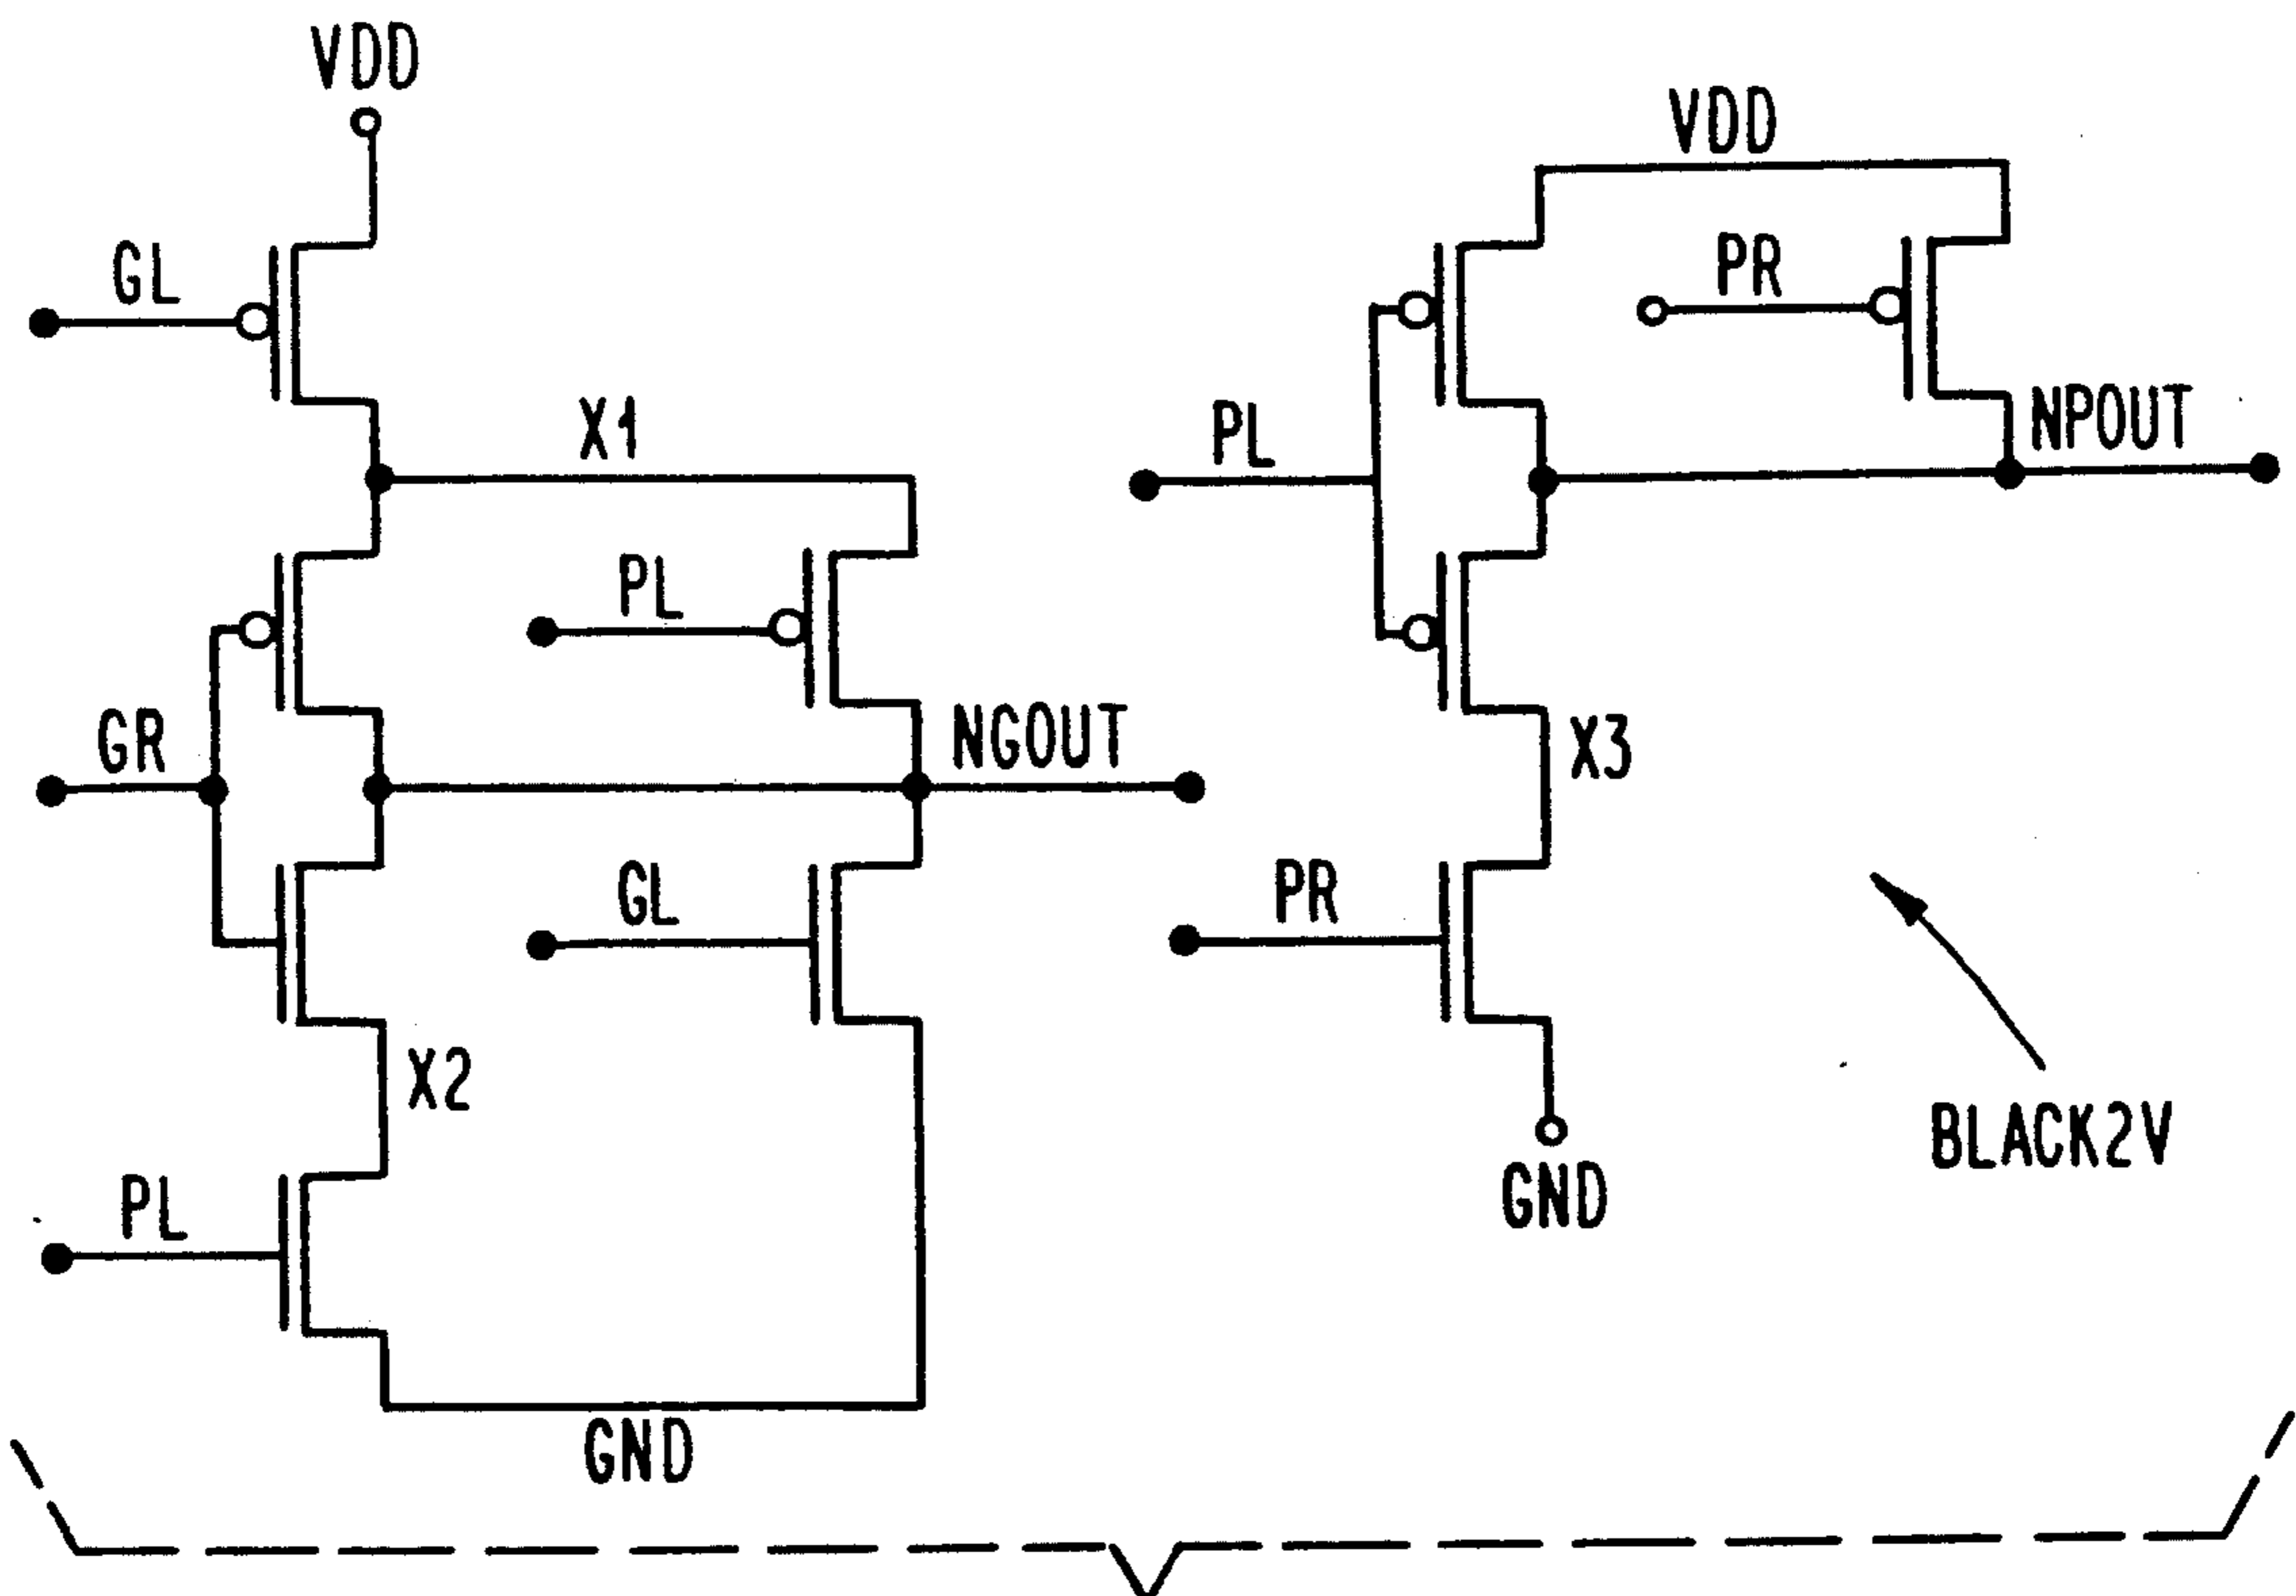 VDD
VDD
GL
PR
X1
PL
NPOUT
PL
GR
NGOUT
X3
GL
PR
X2
BLACK2V
PL
GND
GND